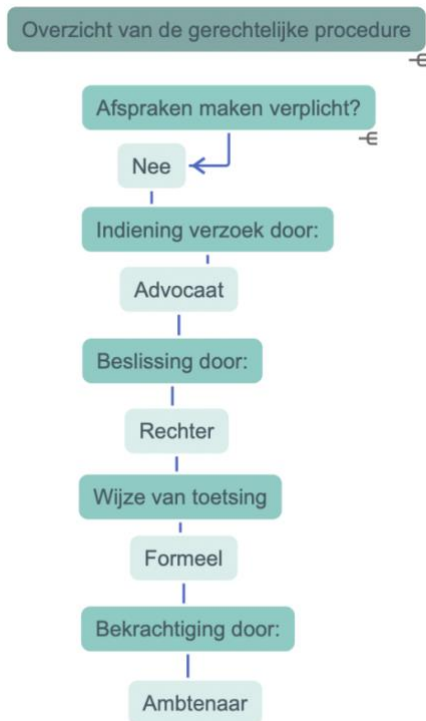 Overzicht van de gerechtelijke procedure
Afspraken maken verplicht?
Nee
Indiening verzoek door:
Advocaat
Beslissing door:
Rechter
Wijze van toetsing
Formeel
Bekrachtiging door:
Ambtenaar